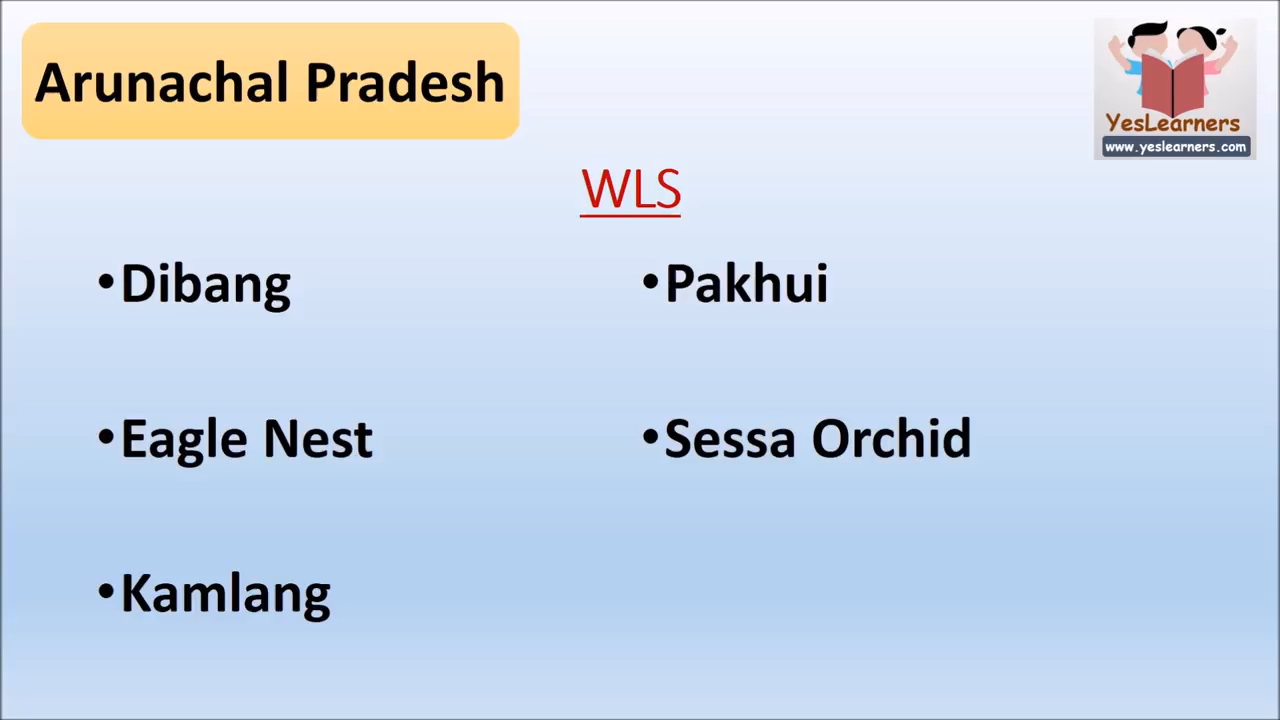 Arunachal Pradesh
YesLearners
www.yeslearners.com
WLS
•Dibang
•Eagle Nest
•Kamlang
•Pakhui
•Sessa Orchid